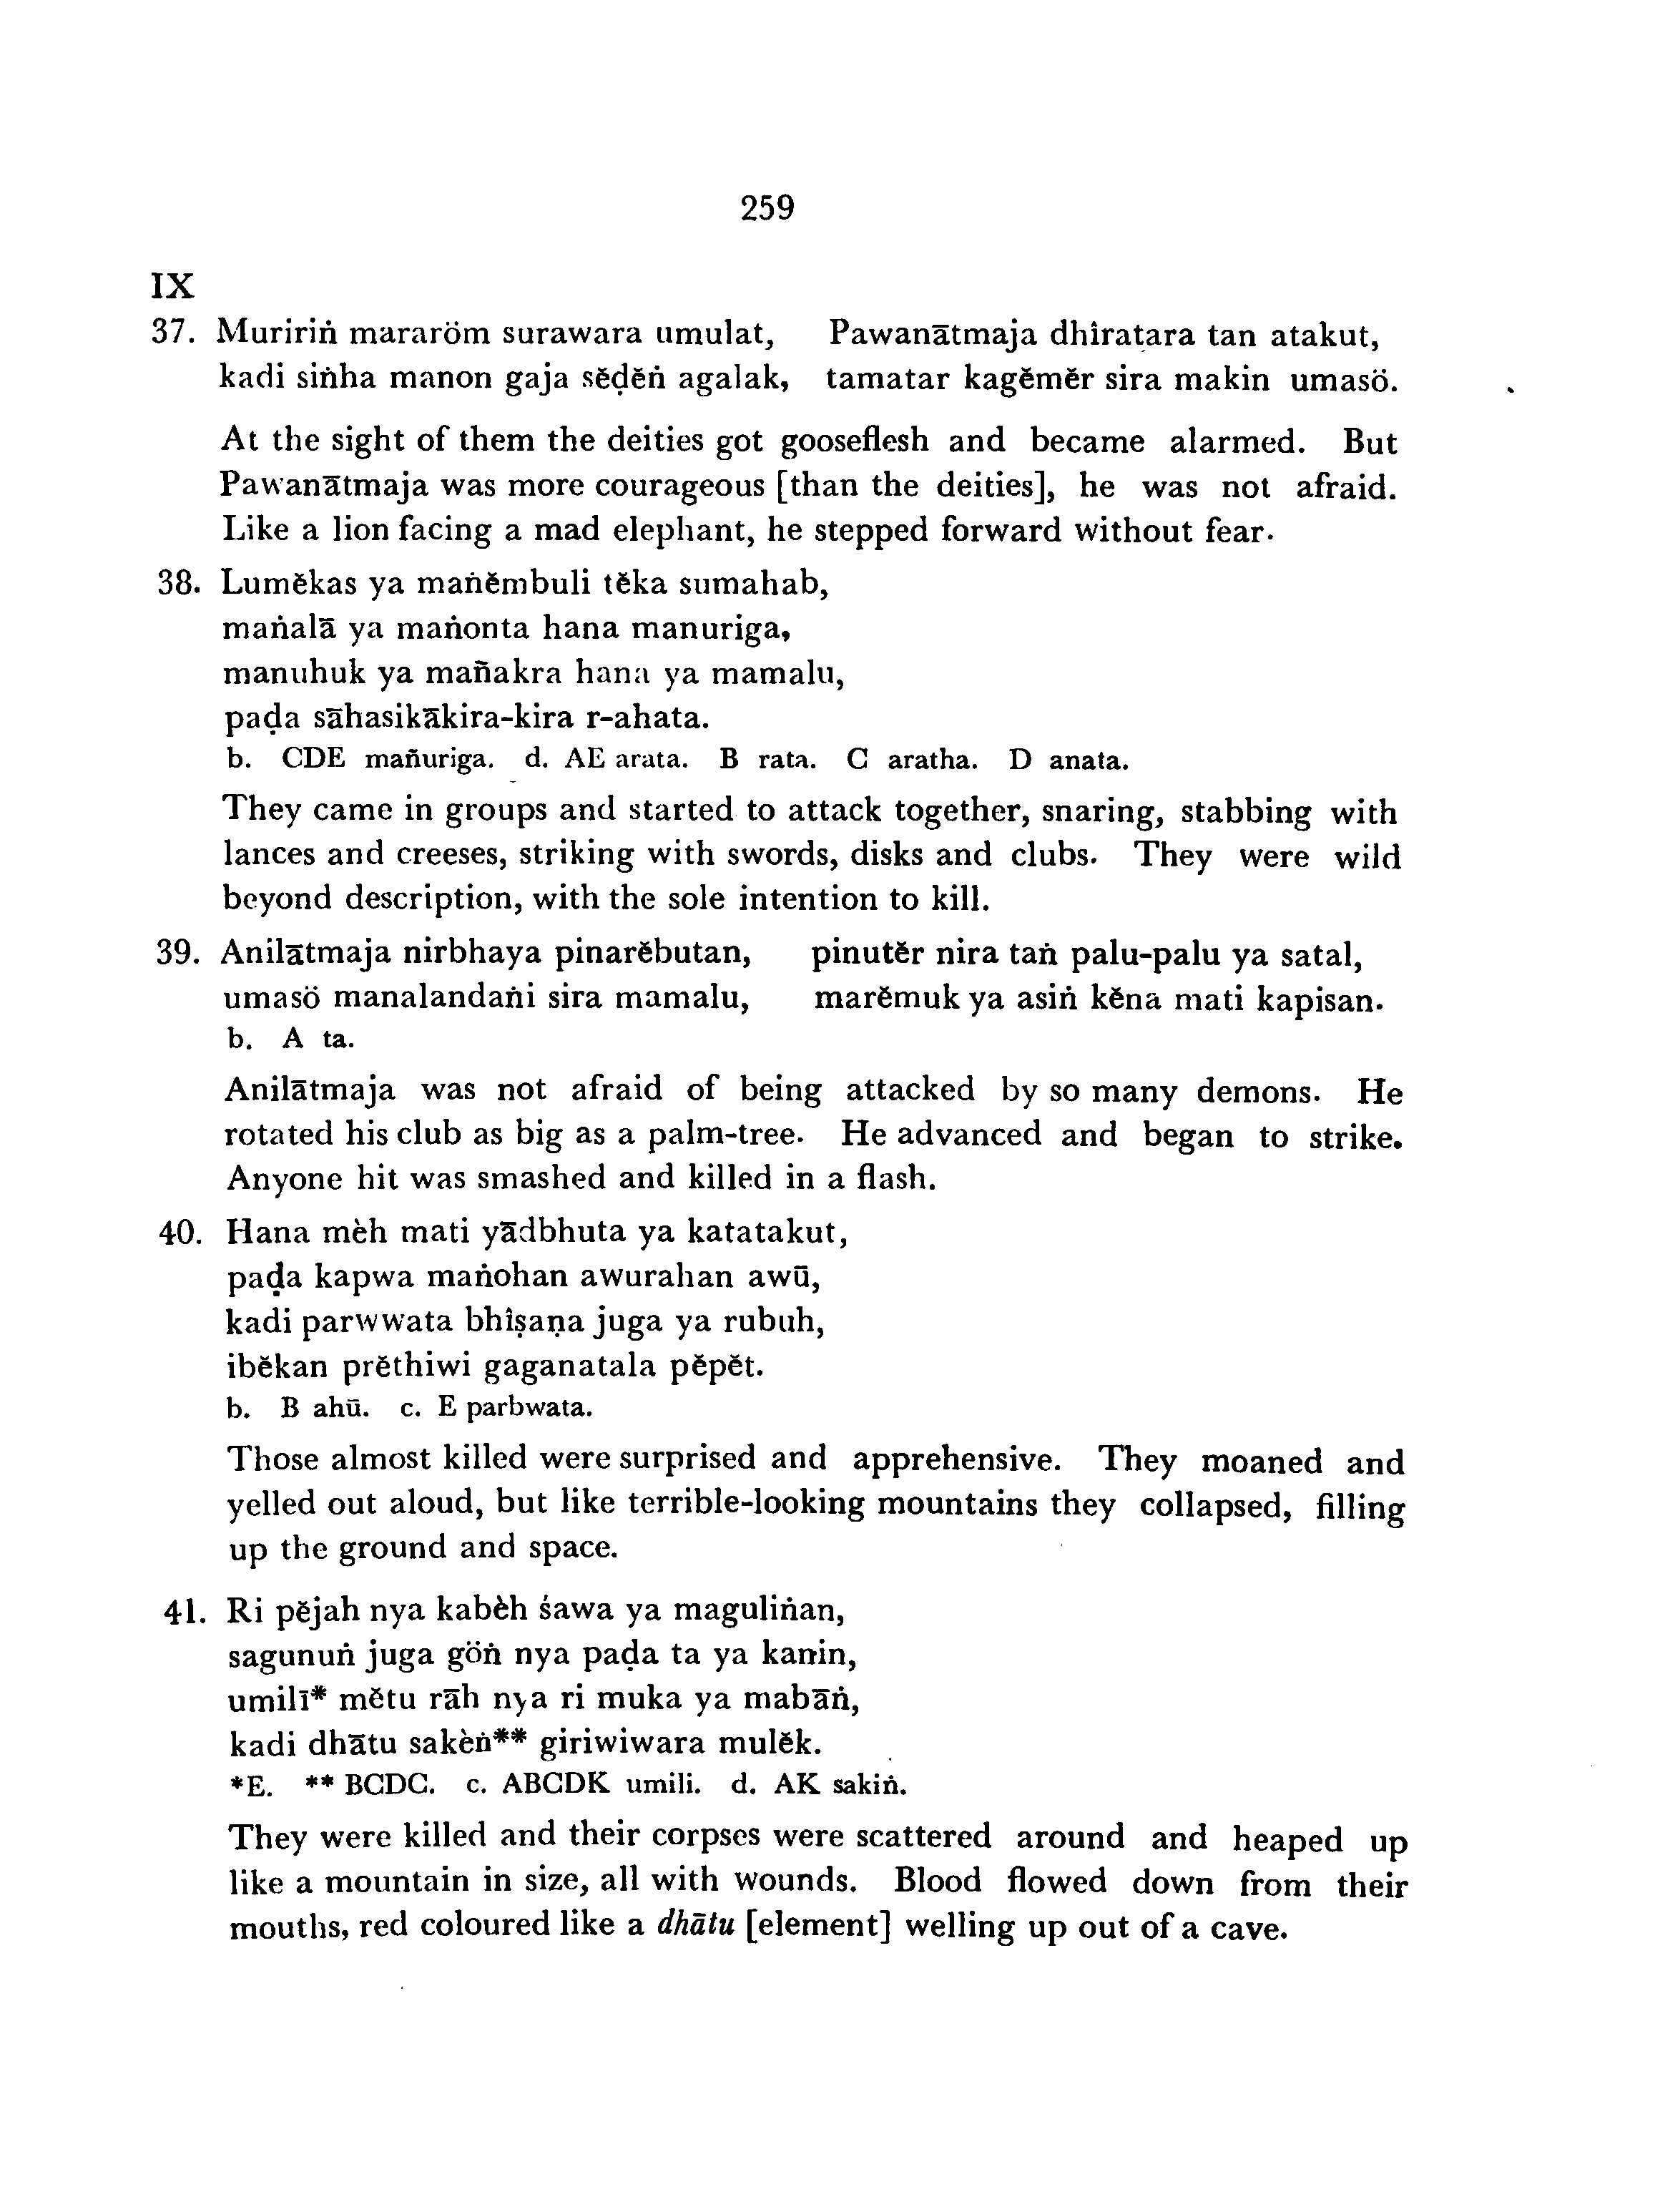 259
IX
37. Muririṅ mararöm surawara umulat, Pawanātmaja dhîratara tan atakut,
kadi siṅha manon gaja sĕḍĕṅ agalak, tamatar kagĕmĕr sira makin umasö.
At the sight of them the deities got gooseflesh and became alarmed. But
Pawanātmaja was more courageous [than the deities], he was not afraid.
Like a lion facing a mad elephant, he stepped forward without fear.
38. Lumĕkas ya maṅĕmbuli tĕka sumahab,
maṅalā ya maṅonta hana manuriga,
manuhuk ya mañakra hana ya mamalu,
paḍa sāhasikākira-kira r-ahata.
b. CDE mañuriga. d. AE arata. B rata. C aratha. D anata.
They came in groups and started to attack together, snaring, stabbing with
lances and creeses, striking with swords, disks and clubs. They were wild
beyond description, with the sole intention to kill.
39. Anilātmaja nirbhaya pinarĕbutan, pinutĕr nira taṅ palu-palu ya satal,
umasö manalandaṅi sira mamalu, marĕmuk ya asiṅ kĕna mati kapisan.
b. A ta.
Anilātmaja was not afraid of being attacked by so many demons. He
rotated his club as big as a palm-tree. He advanced and began to strike.
Anyone hit was smashed and killed in a flash.
40. Hana mèh mati yādbhuta ya katatakut,
paḍa kapwa maṅohan awurahan awū,
kadi parwwata bhîṣaṇa juga ya rubuh,
ibĕkan prĕthiwi gaganatala pĕpĕt.
b. B ahū. c. E parbwata.
Those almost killed were surprised and apprehensive. They moaned and
yelled out aloud, but like terrible-looking mountains they collapsed, filling
up the ground and space.
41. Ri pĕjah nya kabèh śawa ya maguliṅan,
sagunuṅ juga göṅ nya paḍa ta ya kanin,
umilī* mĕtu rāh nya ri muka ya mabāṅ,
kadi dhātu sakèṅ** giriwiwara mulĕk.
*E. ** BCDC. c. ABCDK umili. d. AK sakiṅ.
They were killed and their corpses were scattered around and heaped up
like a mountain in size, all with wounds. Blood flowed down from their
mouths, red coloured like a dhātu [element] welling up out of a cave.